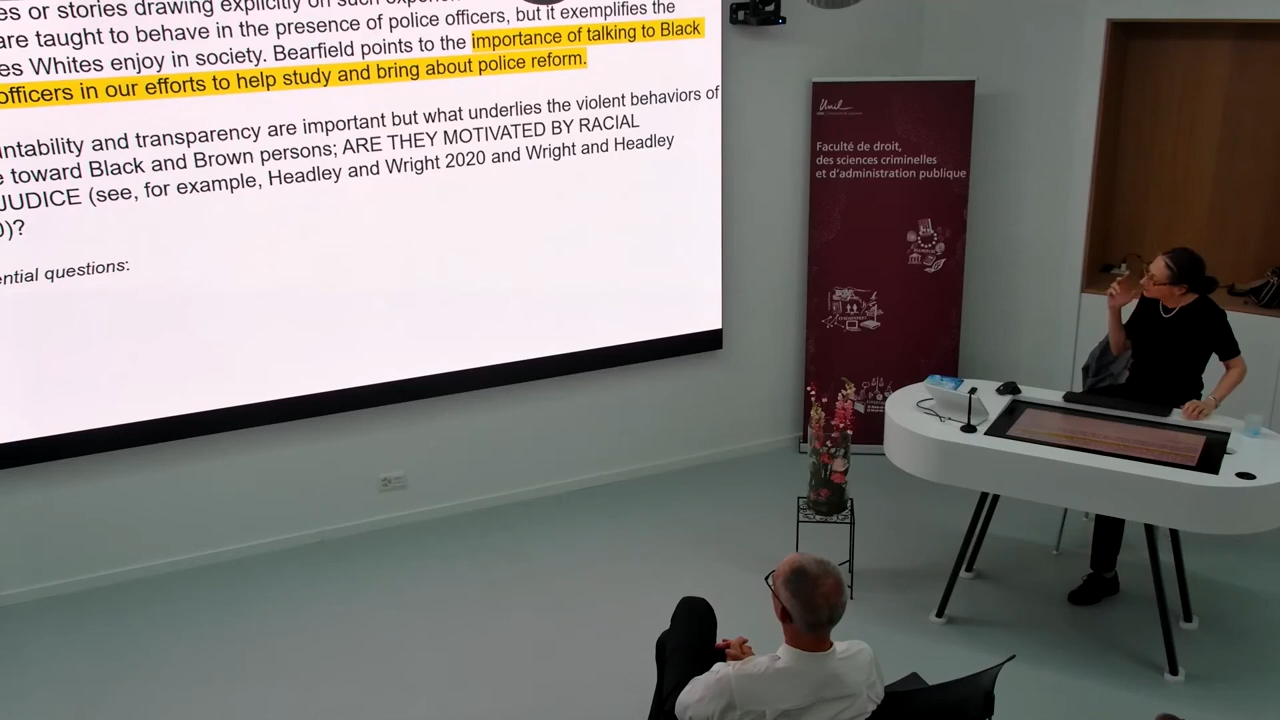 es or stories drawing explicitly on such
are taught to behave in the presence of police officers, but it exemplifies the
es Whites enjoy in society. Bearfield points to the importance of talking to Black
officers in our efforts to help study and bring about police reform.
ntability and transparency are important but what underlies the violent behaviors of
e toward Black and Brown persons; ARE THEY MOTIVATED BY RACIAL
JUDICE (see, for example, Headley and Wright 2020 and Wright and Headley
0)?
ential questions:
Unil
Faculté de droit,
des sciences criminelles
et d'administration publique